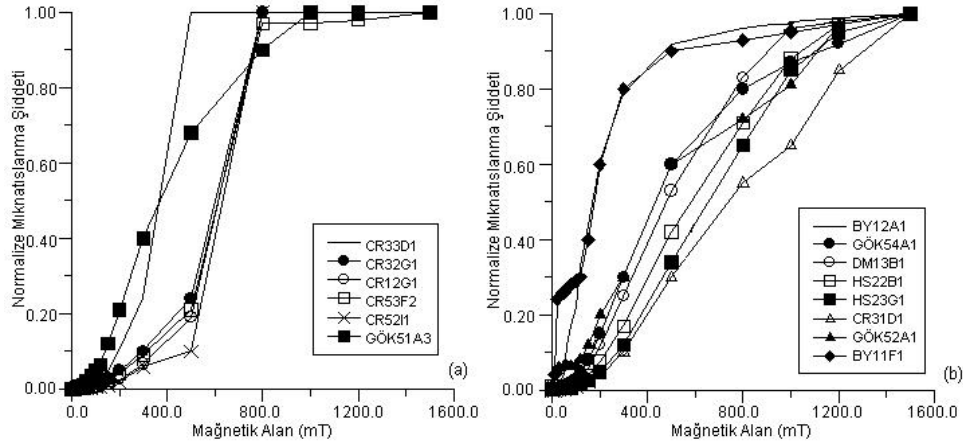 Normalize Mıknatıslanma Şiddeti
1.00
0.80
0.60
0.40
0.20
0.00
0.0
400.0
800.0
1200.0
1600.0
Mağnetik Alan (mT)
CR33D1
CR32G1
CR12G1
CR53F2
CR52I1
GÖK51A3
(a)
Normalize Mıknatıslanma Şiddeti
1.00
0.80
0.60
0.40
0.20
0.00
0.0
400.0
800.0
1200.0
1600.0
Mağnetik Alan (mT)
BY12A1
GÖK54A1
DM13B1
HS22B1
HS23G1
CR31D1
GÖK52A1
BY11F1
(b)